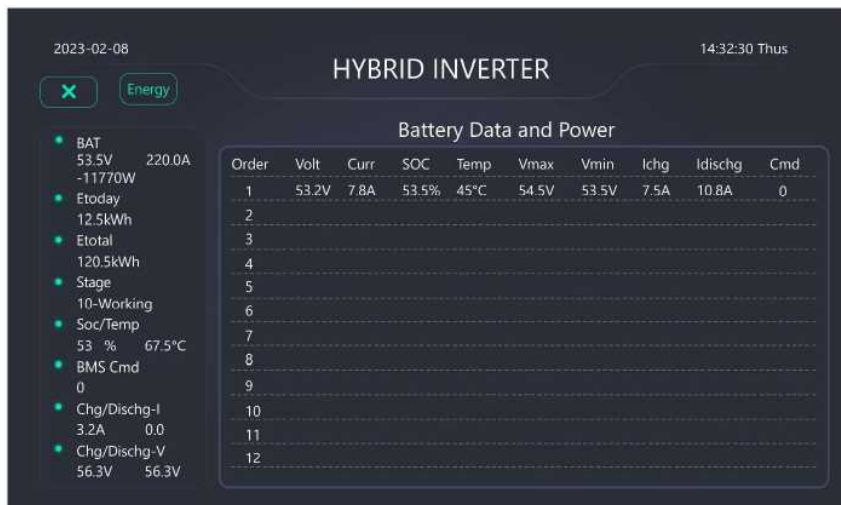 2023-02-08
14:32:30 Thus
HYBRID INVERTER
Energy
Battery Data and Power
BAT
53.5V 220.0A
-11770W
Etoday
12.5kWh
Etotal
120.5kWh
Stage
10-Working
Soc/Temp
53 % 67.5°C
BMS Cmd
0
Chg/Dischg-I
3.2A 0.0
Chg/Dischg-V
56.3V 56.3V
Order Volt Curr SOC Temp Vmax Vmin Ichg Idischg Cmd
1 53.2V 7.8A 53.5% 45°C 54.5V 53.5V 7.5A 10.8A 0
2
3
4
5
6
7
8
9
10
11
12